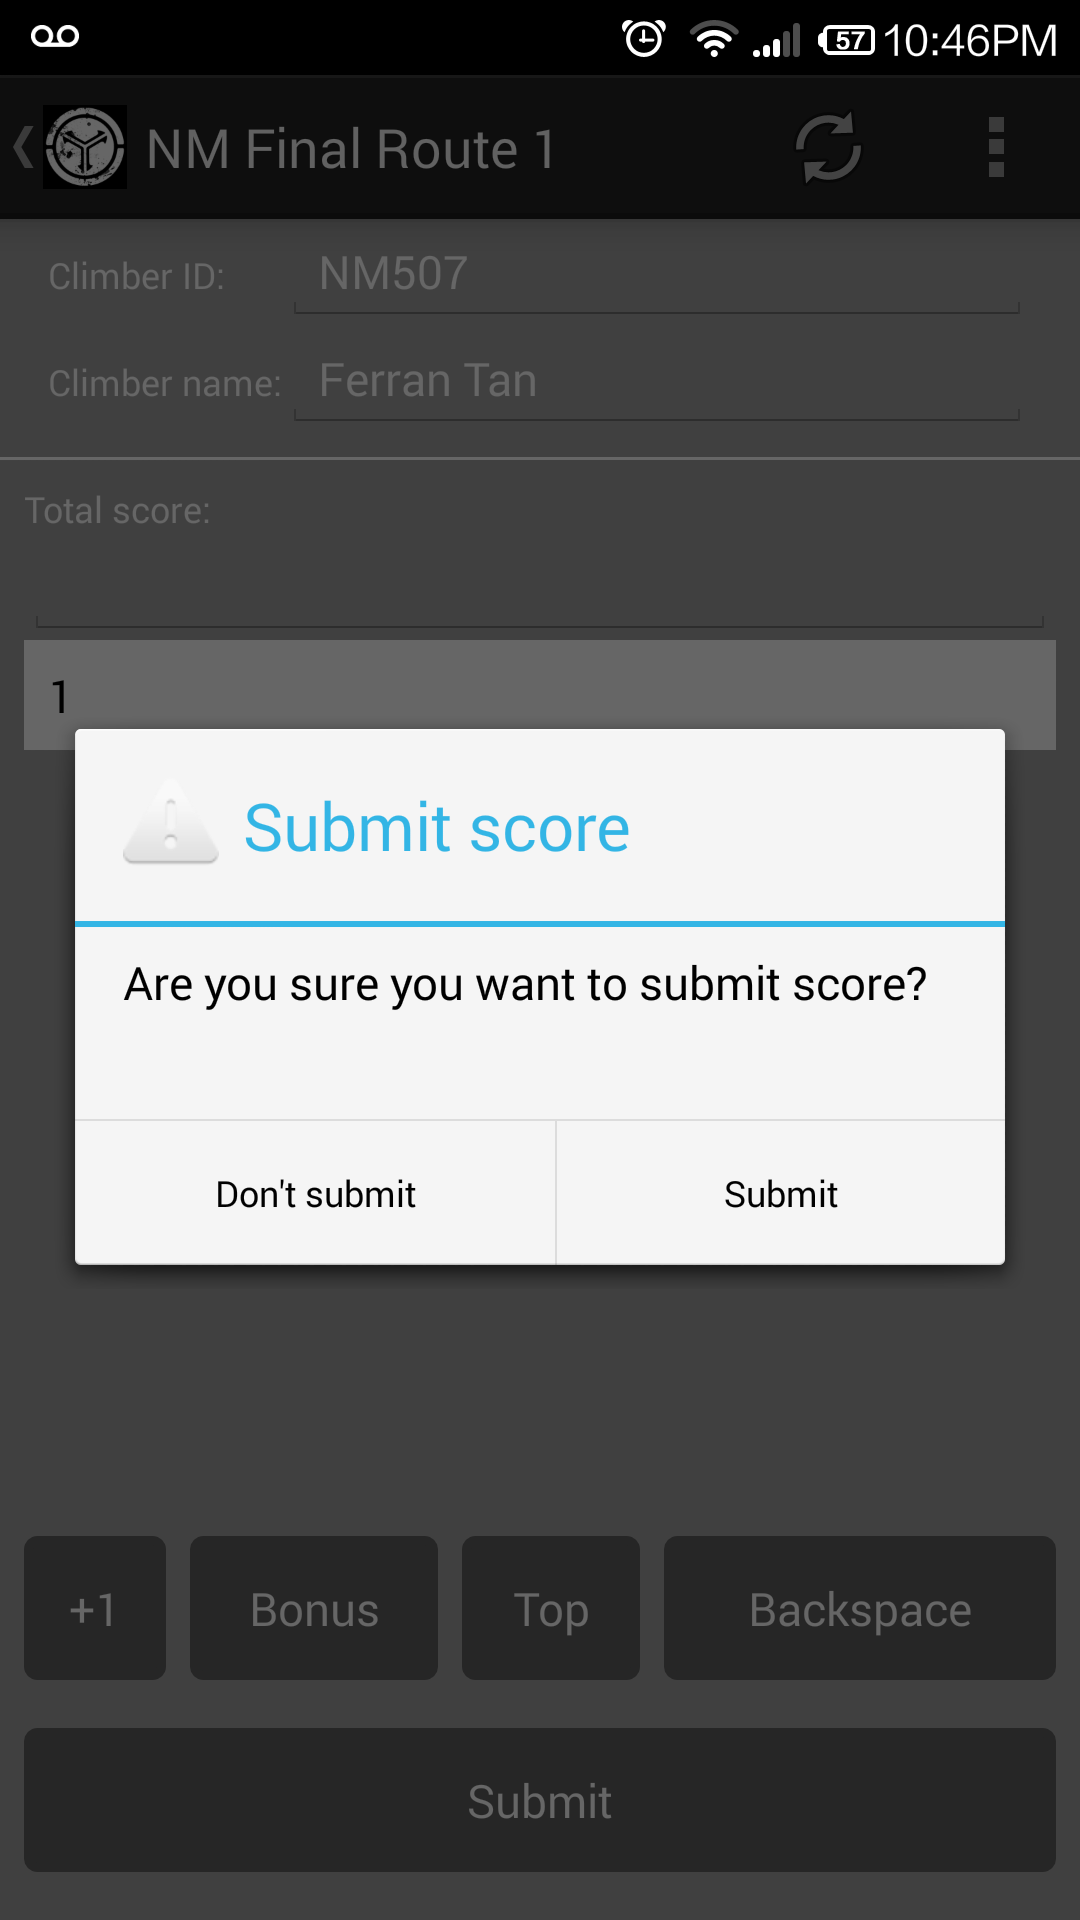 57 10:46PM
NM Final Route 1
Climber ID: NM507
Climber name: Ferran Tan
Total score:
1
Submit score
Are you sure you want to submit score?
Don't submit Submit
+1 Bonus Top Backspace
Submit